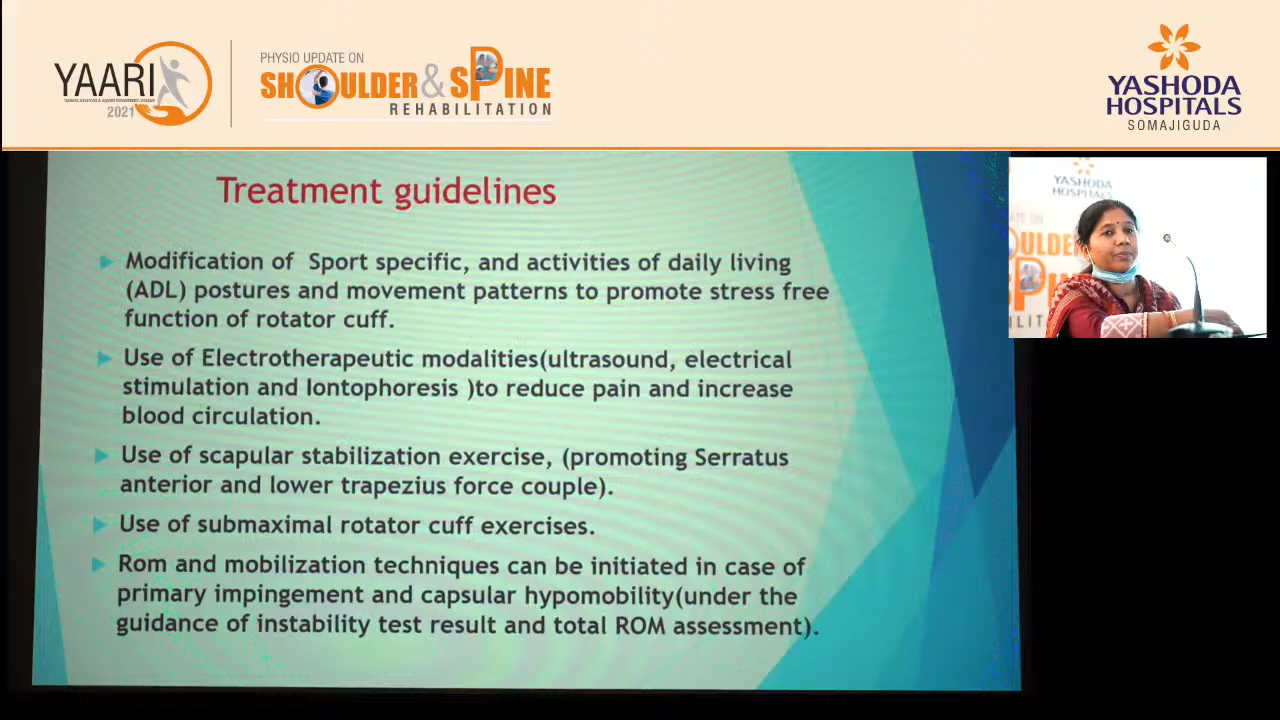 YAARI
2021
PHYSIO UPDATE ON
SHOULDER & SPINE
REHABILITATION
YASHODA
HOSPITALS
SOMAJIGUDA
Treatment guidelines
Modification of Sport specific, and activities of daily living
(ADL) postures and movement patterns to promote stress free
function of rotator cuff.
Use of Electrotherapeutic modalities(ultrasound, electrical
stimulation and Iontophoresis )to reduce pain and increase
blood circulation.
Use of scapular stabilization exercise, (promoting Serratus
anterior and lower trapezius force couple).
Use of submaximal rotator cuff exercises.
Rom and mobilization techniques can be initiated in case of
primary impingement and capsular hypomobility(under the
guidance of instability test result and total ROM assessment).
YASHODA
HOSPITALS